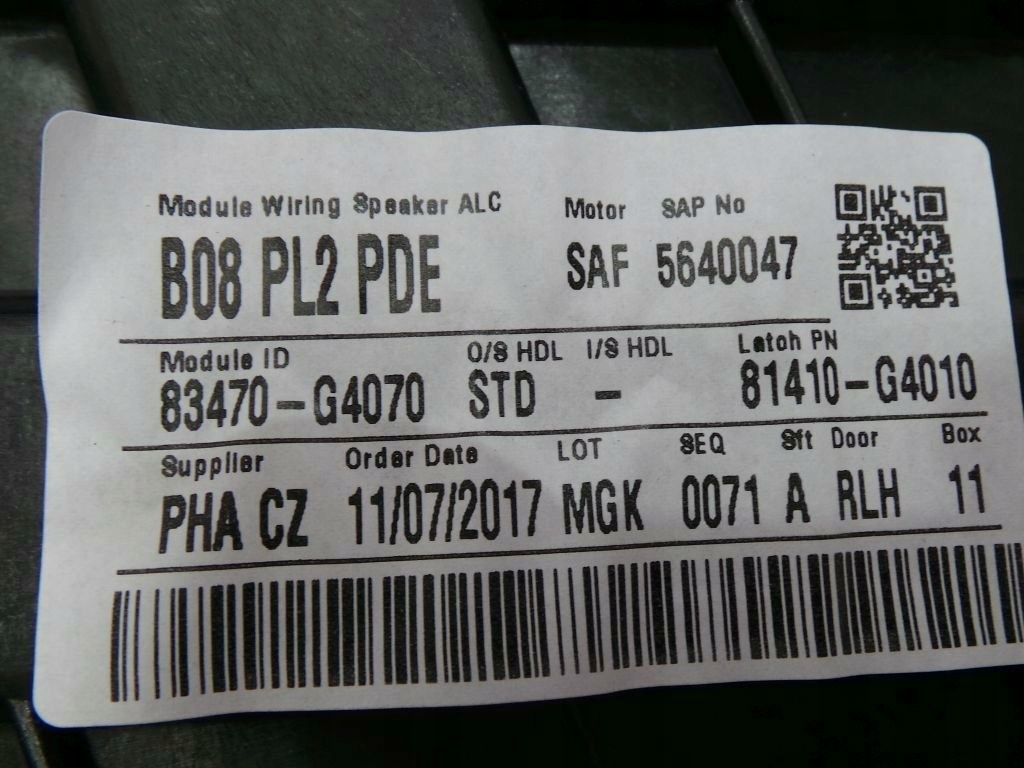 Module Wiring Speaker ALC Motor SAP No
B08 PL2 PDE SAF 5640047
Module ID O/S HDL I/S HDL Latch PN
83470-G4070 STD - 81410-G4010
Supplier Order Date LOT SEQ Sft Door Box
PHA CZ 11/07/2017 MGK 0071 A RLH 11